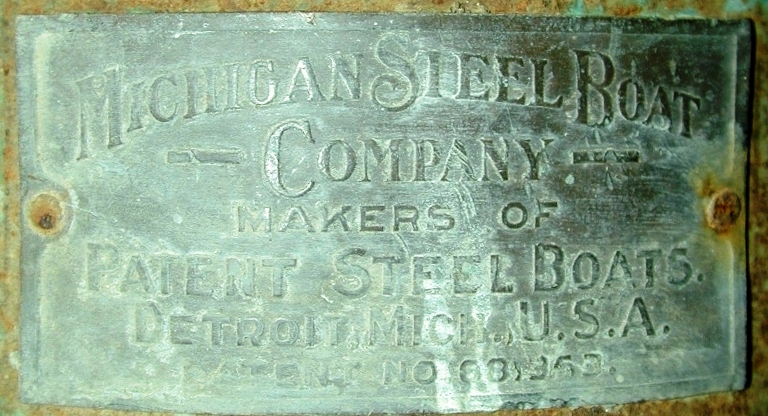 MICHIGAN STEEL BOAT
COMPANY
MAKERS OF
PATENT STEEL BOATS.
DETROIT, MICH., U.S.A.
PATENT NO